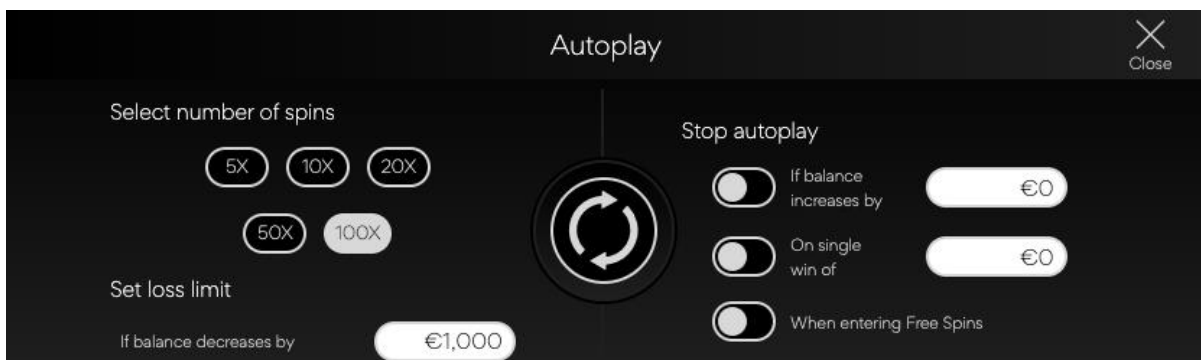 Autoplay
Close
Select number of spins
5X 10X 20X
50X 100X
Set loss limit
If balance decreases by €1,000
Stop autoplay
If balance
increases by
€0
On single
win of
€0
When entering Free Spins